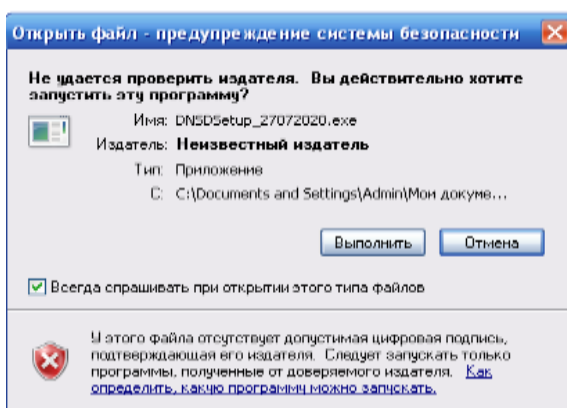 Открыть файл - предупреждение системы безопасности
Не удается проверить издателя. Вы действительно хотите
запустить эту программу?
Имя: DNSDSetup_27072020.exe
Издатель: Неизвестный издатель
Тип: Приложение
С: C:\Documents and Settings\Admin\Мои докуме...
Выполнить Отмена
Всегда спрашивать при открытии этого типа файлов
У этого файла отсутствует допустимая цифровая подпись,
подтверждающая его издателя. Следует запускать только
программы, полученные от доверяемого издателя. Как
определить, какую программу можно запускать.